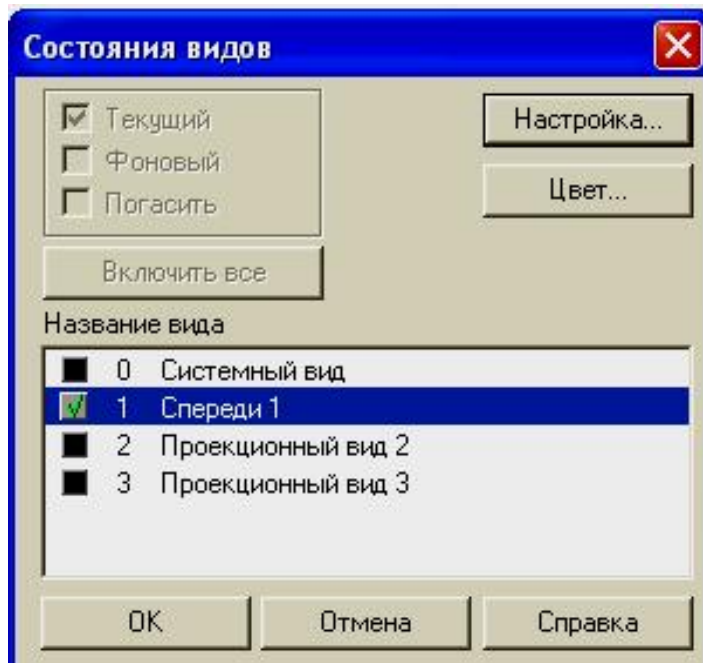 Состояния видов
Текущий
Фоновый
Погасить
Настройка...
Цвет...
Включить все
Название вида
0 Системный вид
1 Спереди 1
2 Проекционный вид 2
3 Проекционный вид 3
OK Отмена Справка